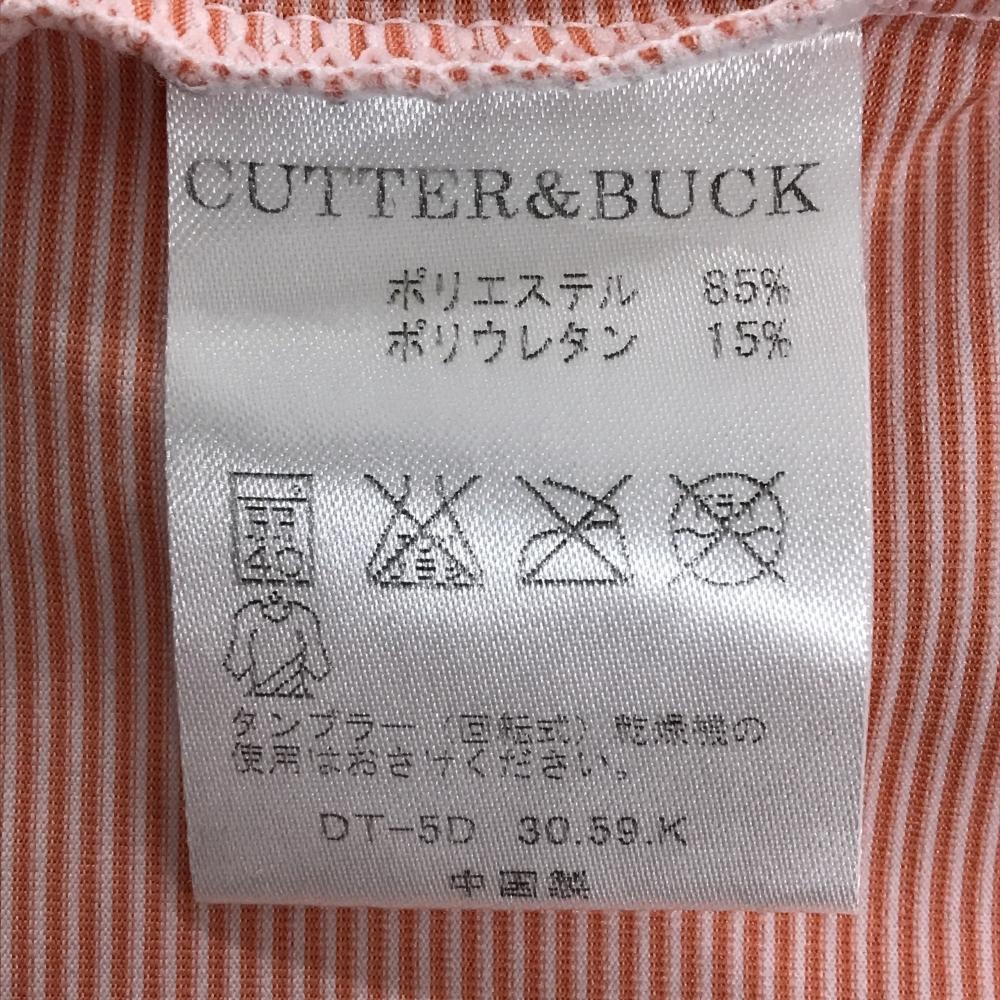 CUTTER&BUCK
ポリエステル 85%
ポリウレタン 15%
タンブラー（回転式）乾燥機の
使用はおさけください。
DT-5D 30.59.K
中国製